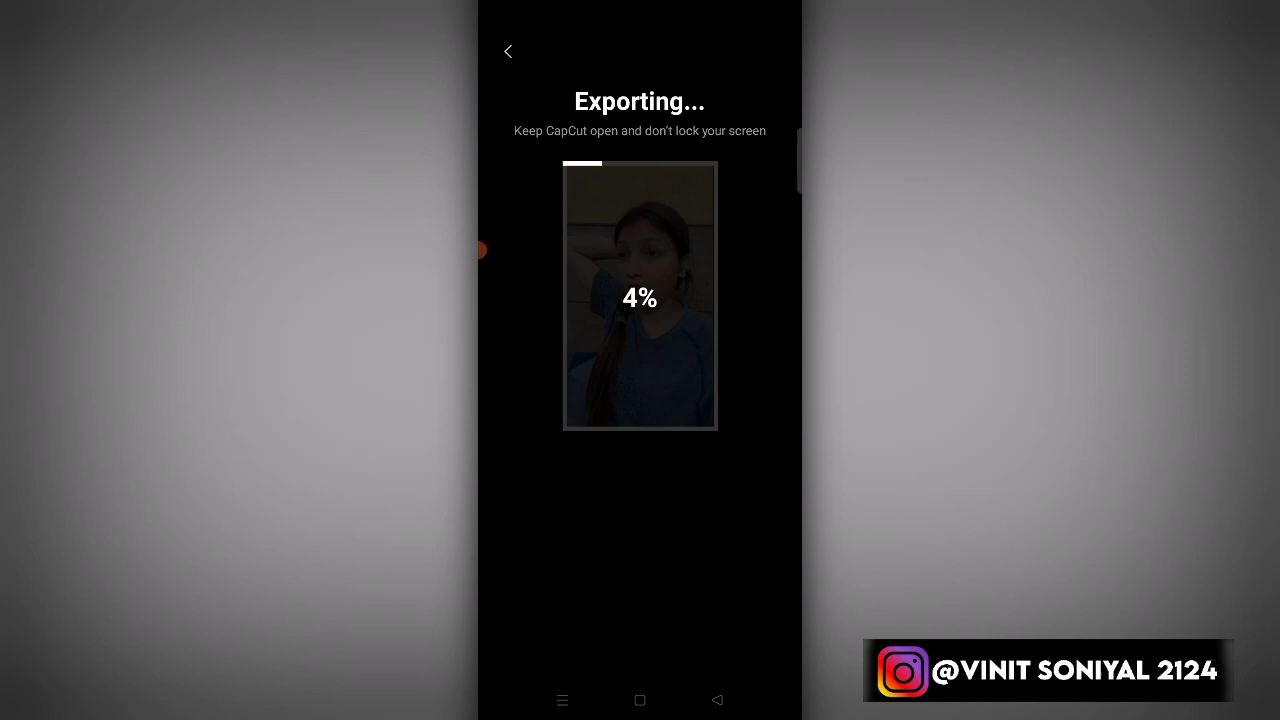 Exporting...
Keep CapCut open and don't lock your screen
4%
@VINIT SONIYAL 2124